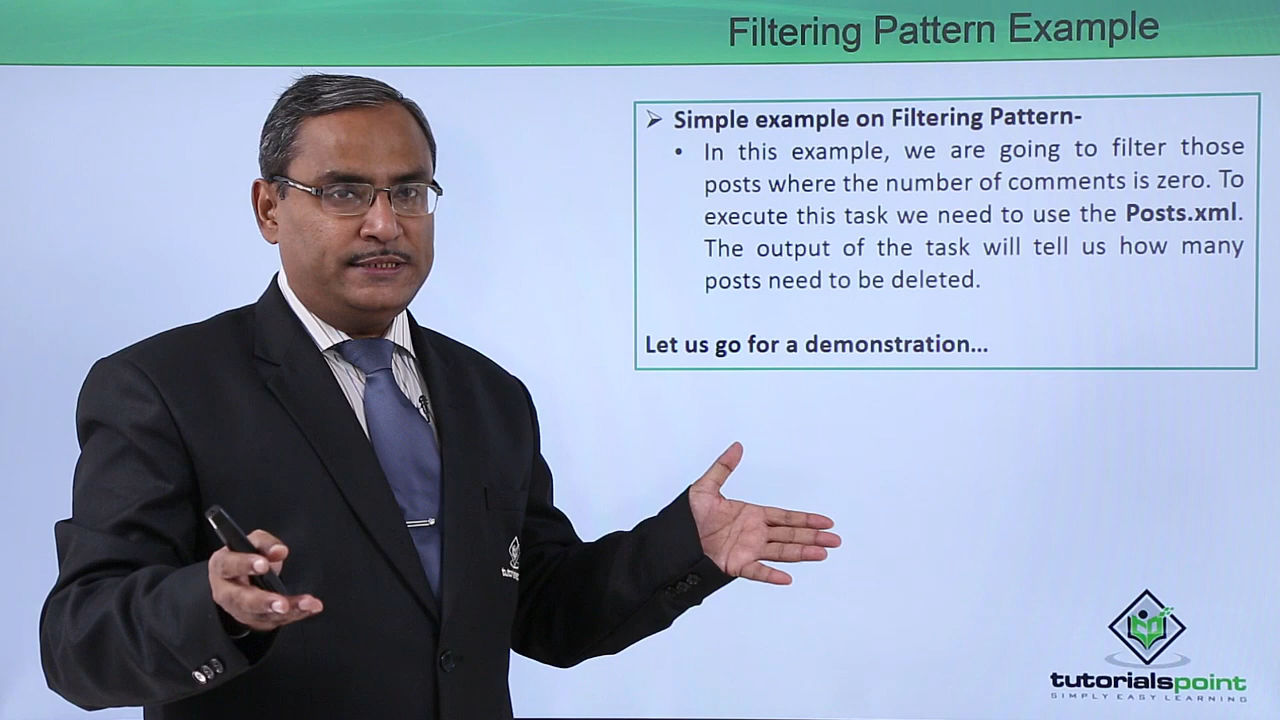 Filtering Pattern Example
➢ Simple example on Filtering Pattern-
• In this example, we are going to filter those
posts where the number of comments is zero. To
execute this task we need to use the Posts.xml.
The output of the task will tell us how many
posts need to be deleted.
Let us go for a demonstration...
tutorialspoint
SIMPLY EASY LEARNING